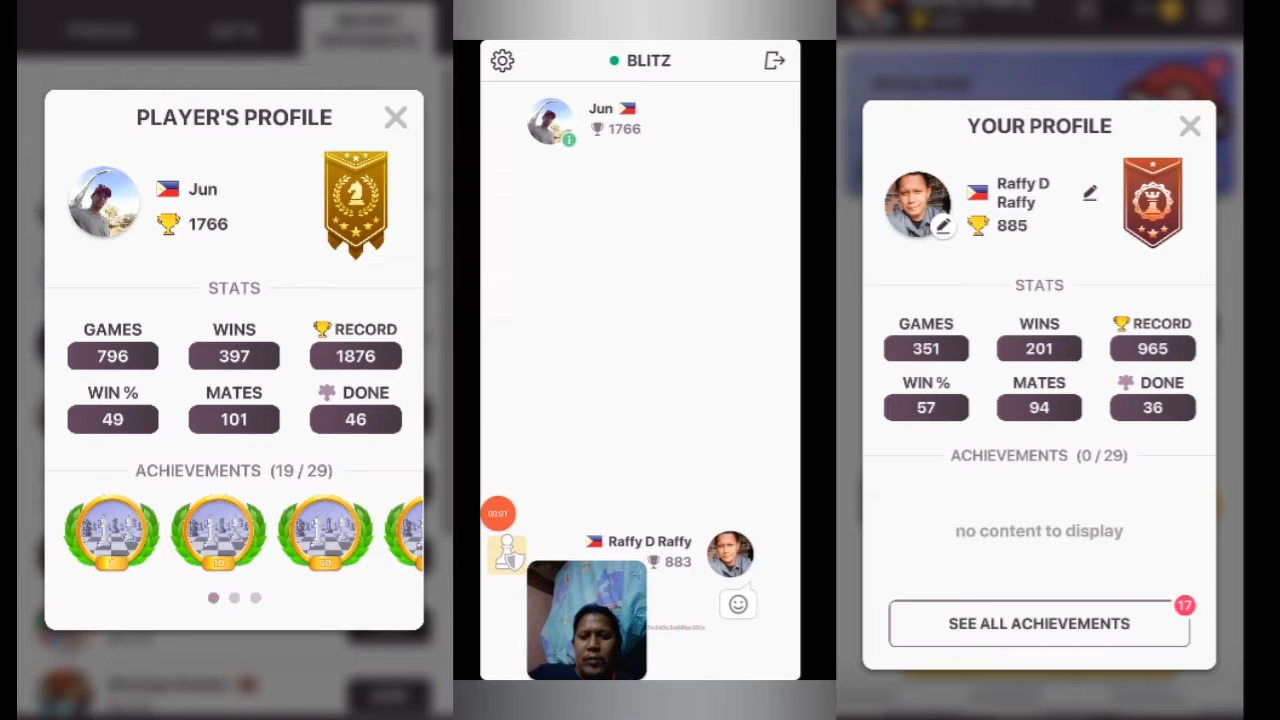 PLAYER'S PROFILE
Jun
1766
STATS
GAMES WINS RECORD
796 397 1876
WIN % MATES DONE
49 101 46
ACHIEVEMENTS (19 / 29)
10 50
BLITZ
Jun
1766
00:01
Raffy D Raffy
883
YOUR PROFILE
Raffy D
Raffy
885
STATS
GAMES WINS RECORD
351 201 965
WIN % MATES DONE
57 94 36
ACHIEVEMENTS (0 / 29)
no content to display
17
SEE ALL ACHIEVEMENTS